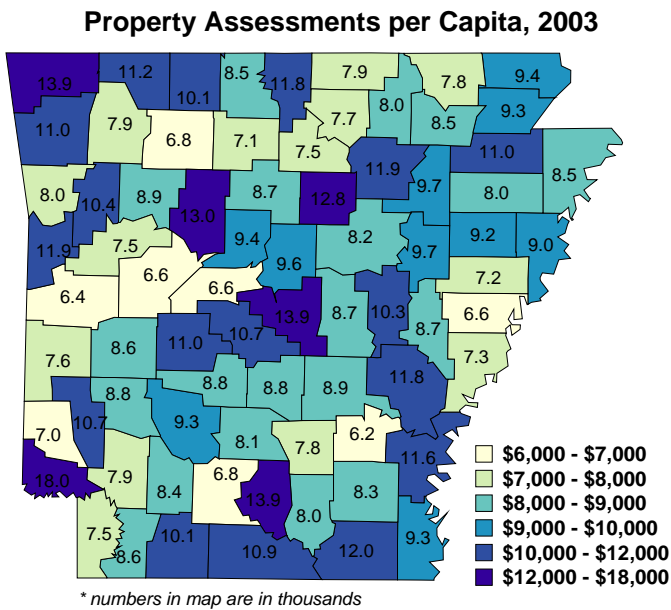 Property Assessments per Capita, 2003
13.9 11.2 10.1 8.5 11.8 7.9 7.8 9.4
11.0 7.9 6.8 7.1 7.5 7.7 8.0 8.5 9.3
8.0 10.4 8.9 13.0 8.7 12.8 11.9 9.7 11.0 8.0 8.5
11.9 7.5 9.4 9.6 8.2 9.7 9.2 9.0
6.4 6.6 6.6 13.9 8.7 10.3 8.7 7.2 6.6
7.6 8.6 11.0 10.7 8.8 8.8 8.9 11.8 7.3
7.0 10.7 8.8 9.3 8.1 7.8 6.2 11.6
18.0 7.9 8.4 6.8 13.9 8.0 8.3
7.5 8.6 10.1 10.9 12.0 9.3
$6,000 - $7,000
$7,000 - $8,000
$8,000 - $9,000
$9,000 - $10,000
$10,000 - $12,000
$12,000 - $18,000
* numbers in map are in thousands